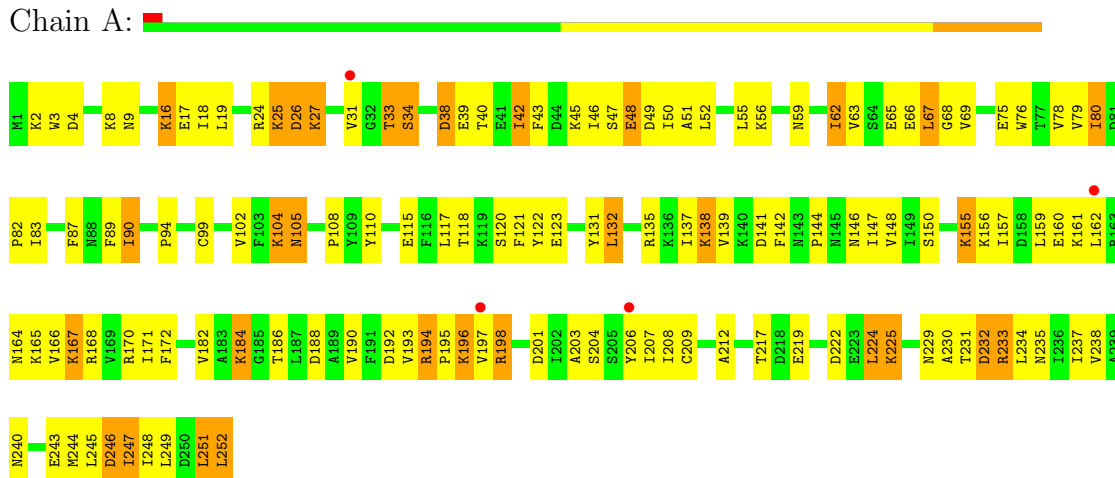 Chain A:
M1 K2 W3 D4 K8 N9 K16 E17 I18 L19 R24 K25 D26 K27 V31 G32 T33 S34 D38 E39 T40 E41 I42 F43 D44 K45 I46 S47 E48 D49 I50 A51 L52 L55 K56 N59 I62 V63 S64 E65 E66 L67 G68 V69 E75 W76 T77 V78 V79 I80 D81
P82 I83 F87 N88 F89 I90 P94 C99 V102 F103 K104 N105 P108 Y109 Y110 E115 F116 L117 T118 K119 S120 F121 Y122 E123 Y131 L132 R135 K136 I137 K138 V139 K140 D141 F142 N143 P144 N145 N146 I147 V148 I149 S150 K155 K156 I157 D158 L159 E160 K161 L162 R163
N164 K165 V166 K167 R168 V169 R170 I171 F172 V182 A183 K184 G185 T186 L187 D188 A189 V190 F191 D192 V193 R194 P195 K196 V197 R198 D201 I202 A203 S204 S205 Y206 I207 I208 C209 A212 T217 D218 E219 D222 E223 L224 K225 N229 A230 T231 D232 R233 L234 N235 I236 I237 V238 A239
N240 E243 M244 L245 D246 I247 I248 L249 D250 L251 L252